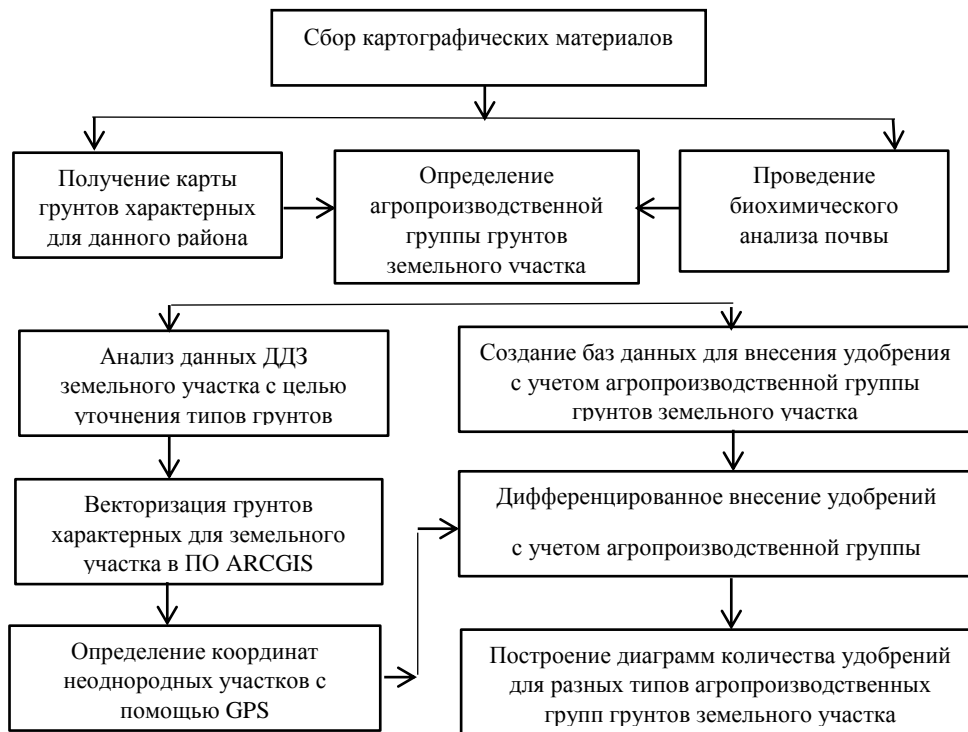 Сбор картографических материалов
Получение карты
грунтов характерных
для данного района
Определение
агропроизводственной
группы грунтов
земельного участка
Проведение
биохимического
анализа почвы
Анализ данных ДДЗ
земельного участка с целью
уточнения типов грунтов
Создание баз данных для внесения удобрения
с учетом агропроизводственной группы
грунтов земельного участка
Векторизация грунтов
характерных для земельного
участка в ПО ARCGIS
Дифференцированное внесение удобрений
с учетом агропроизводственной группы
Определение координат
неоднородных участков с
помощью GPS
Построение диаграмм количества удобрений
для разных типов агропроизводственных
групп грунтов земельного участка